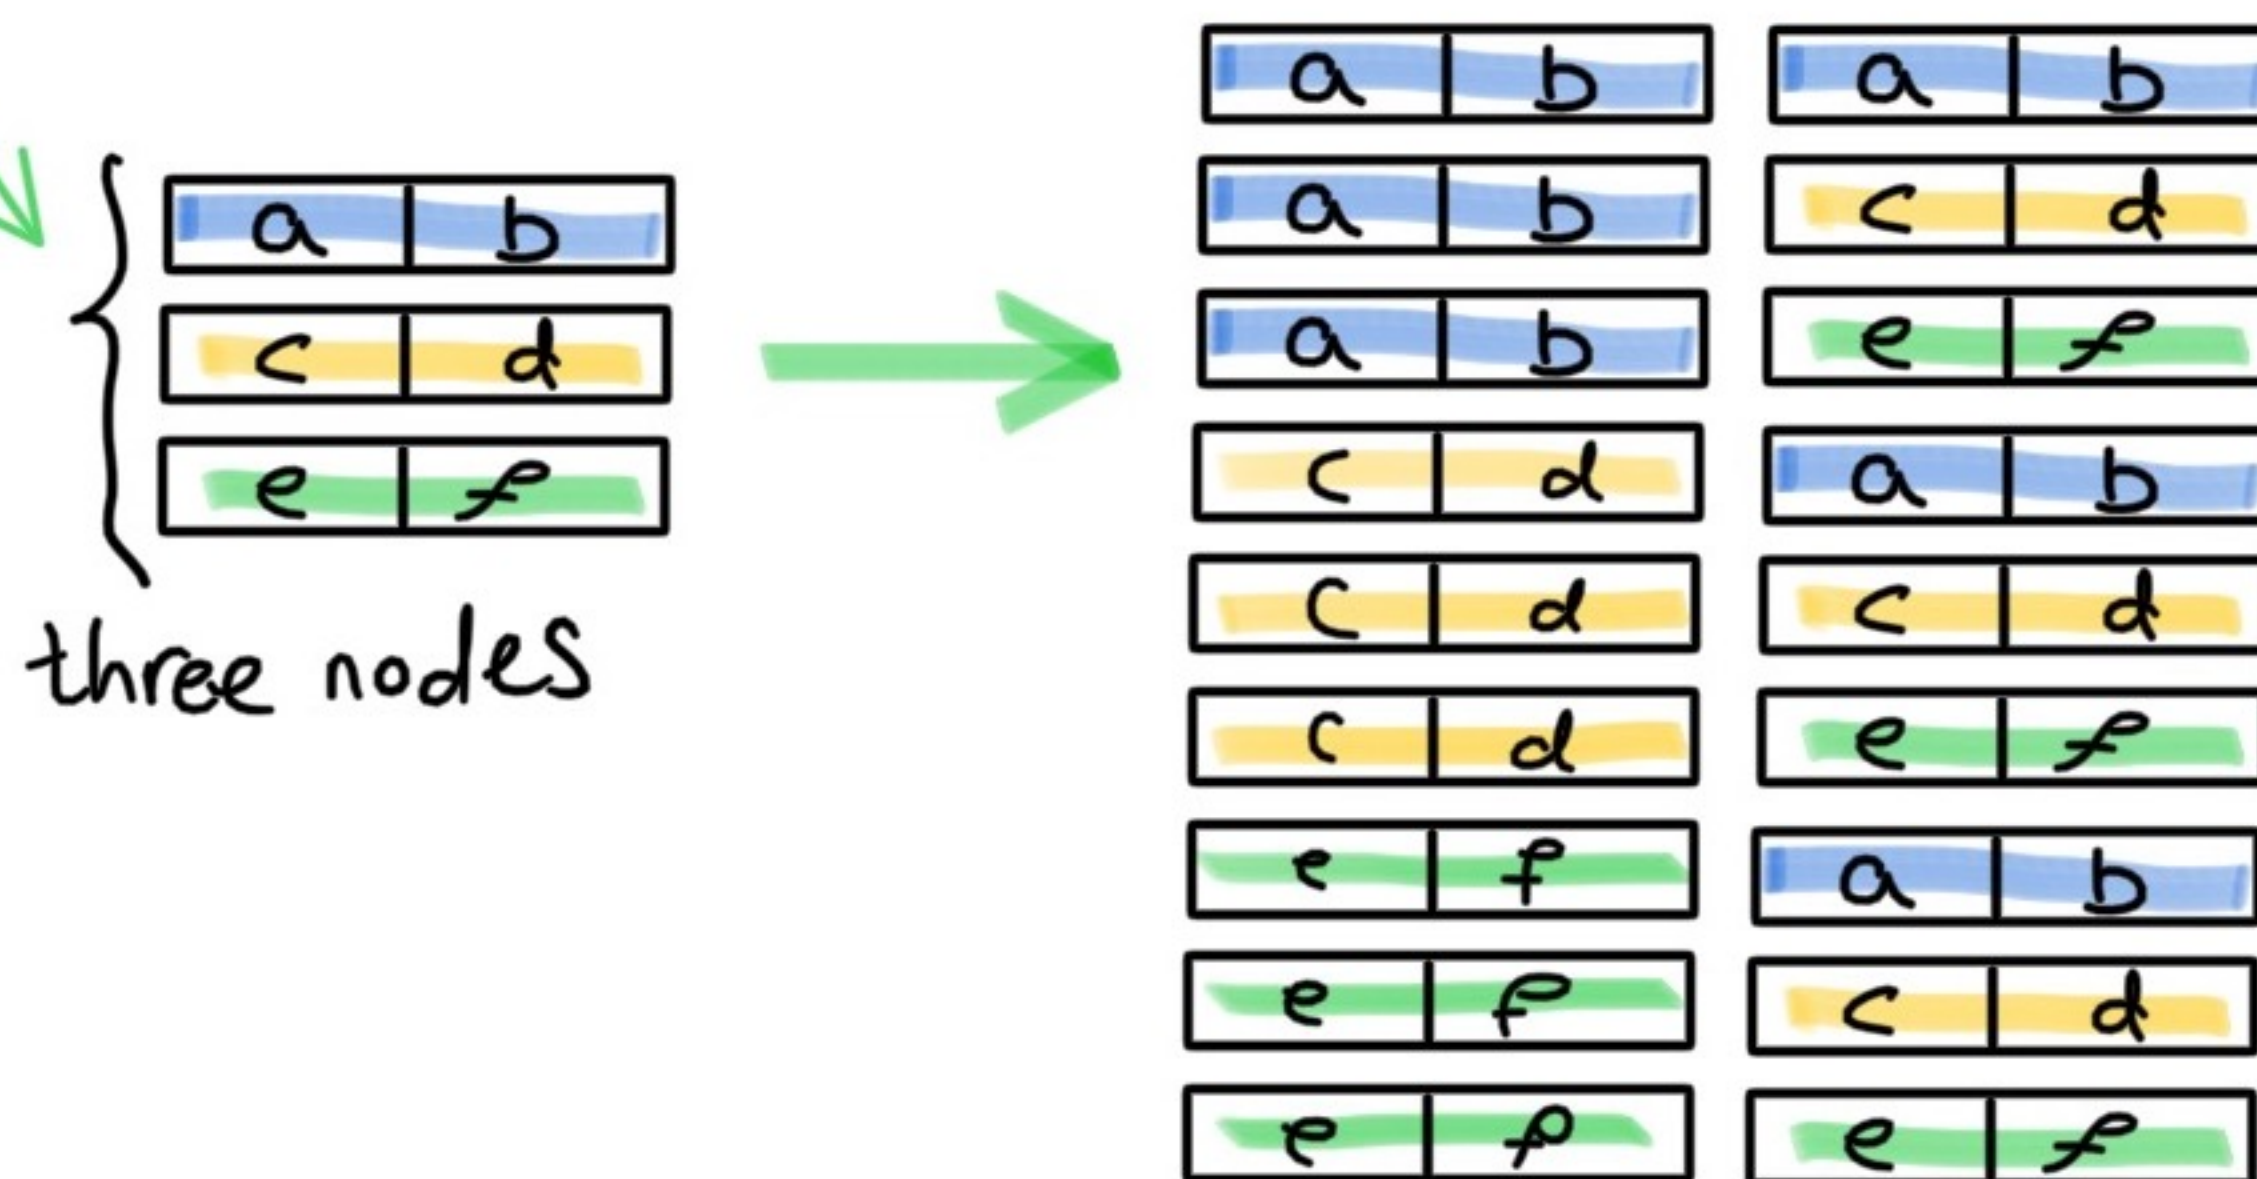 a b
c d
e f
three nodes
a b a b
a b c d
a b e f
c d a b
c d c d
c d e f
e f a b
e f c d
e f e f